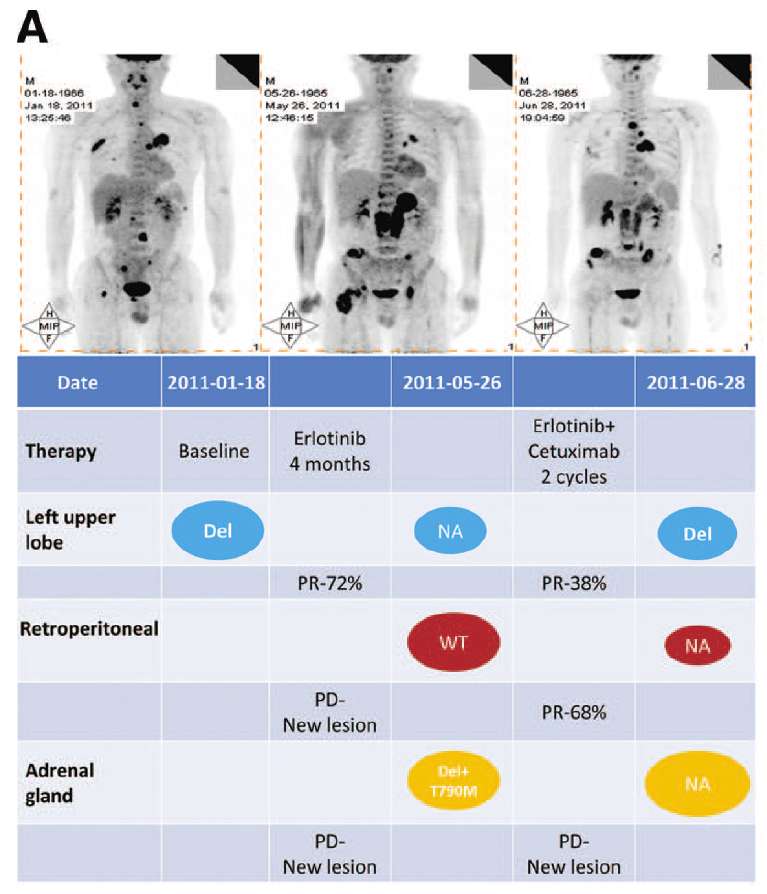 A
M
01-18-1966
Jan 18, 2011
13:25:46
H
MIP
F
1
M
05-26-1965
May 26, 2011
12:46:15
H
MIP
F
1
M
06-28-1965
Jun 28, 2011
19:04:59
H
MIP
F
1
Date 2011-01-18 2011-05-26 2011-06-28
Therapy Baseline Erlotinib 4 months Erlotinib+ Cetuximab 2 cycles
Left upper lobe Del NA Del
PR-72% PR-38%
Retroperitoneal WT NA
PD- New lesion PR-68%
Adrenal gland Del+ T790M NA
PD- New lesion PD- New lesion